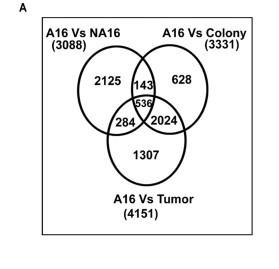 A
A16 Vs NA16
(3088)
A16 Vs Colony
(3331)
2125
143
628
536
284
2024
1307
A16 Vs Tumor
(4151)